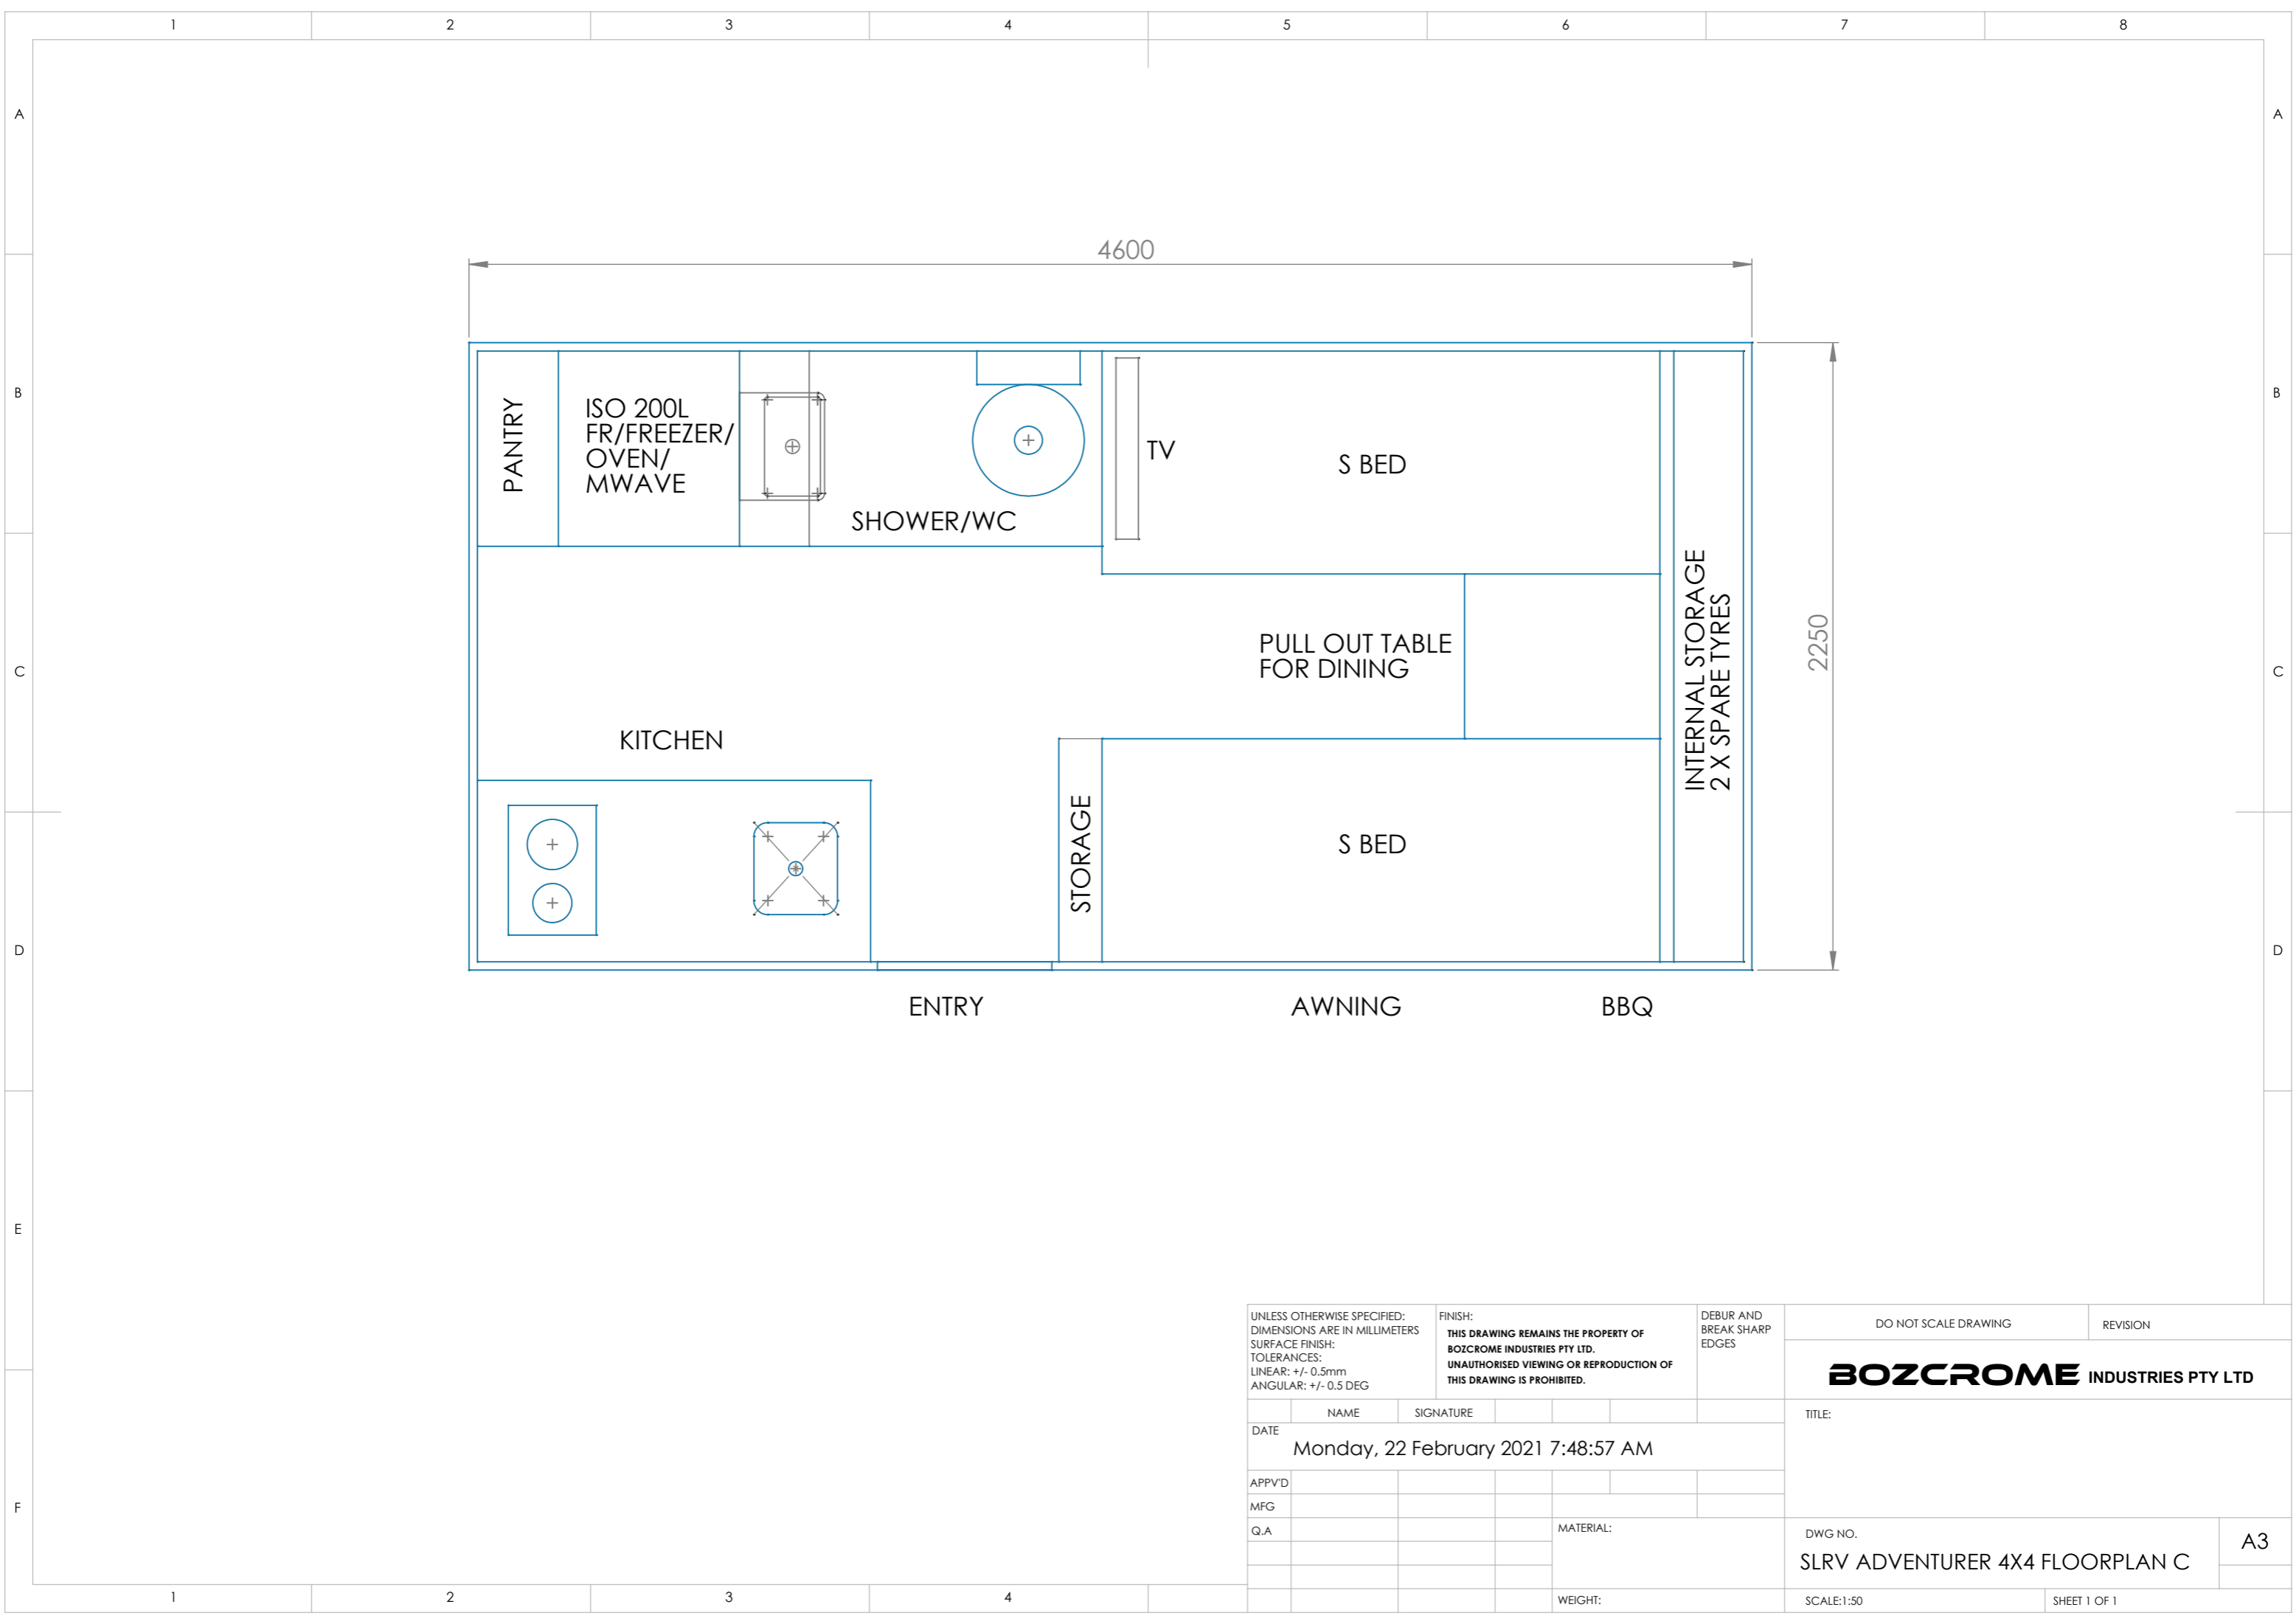 1 2 3 4 5 6 7 8
A A
4600
B B
PANTRY
ISO 200L
FR/FREEZER/
OVEN/
MWAVE
SHOWER/WC
TV
S BED
INTERNAL STORAGE
2 X SPARE TYRES
2250
C C
PULL OUT TABLE
FOR DINING
KITCHEN
STORAGE
S BED
D D
ENTRY AWNING BBQ
E
F
UNLESS OTHERWISE SPECIFIED:
DIMENSIONS ARE IN MILLIMETERS
SURFACE FINISH:
TOLERANCES:
LINEAR: +/- 0.5mm
ANGULAR: +/- 0.5 DEG
FINISH:
THIS DRAWING REMAINS THE PROPERTY OF
BOZCROME INDUSTRIES PTY LTD.
UNAUTHORISED VIEWING OR REPRODUCTION OF
THIS DRAWING IS PROHIBITED.
DEBUR AND
BREAK SHARP
EDGES
DO NOT SCALE DRAWING
REVISION
BOZCROME INDUSTRIES PTY LTD
NAME SIGNATURE
TITLE:
DATE
Monday, 22 February 2021 7:48:57 AM
APPV'D
MFG
Q.A
MATERIAL:
DWG NO.
SLRV ADVENTURER 4X4 FLOORPLAN C
A3
WEIGHT:
SCALE:1:50
SHEET 1 OF 1
1 2 3 4